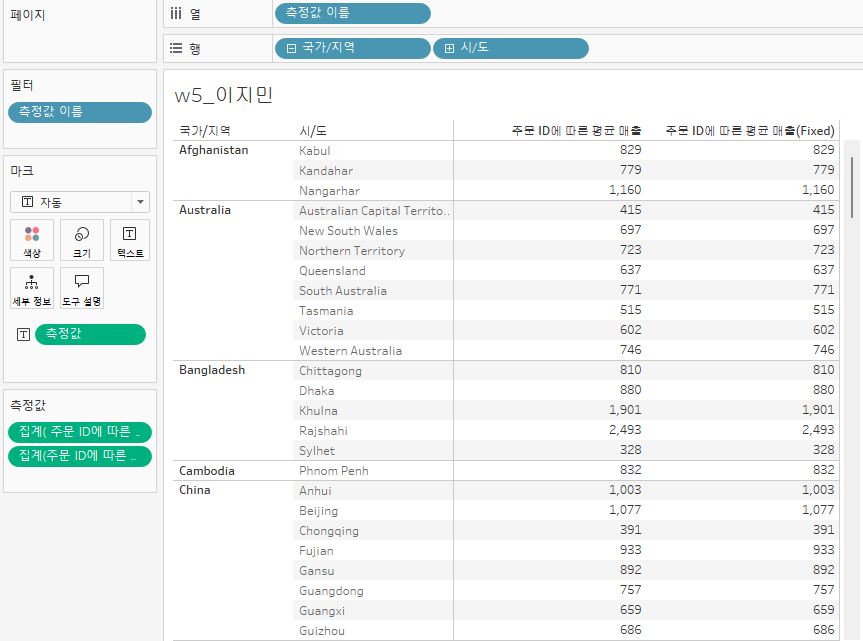 페이지
iii 열
측정값 이름
행
국가/지역
시/도
필터
측정값 이름
마크
자동
색상
크기
텍스트
세부 정보
도구 설명
측정값
측정값
집계( 주문 ID에 따른 ..
집계(주문 ID에 따른 ..
w5_이지민
국가/지역 시/도 주문 ID에 따른 평균 매출 주문 ID에 따른 평균 매출(Fixed)
Afghanistan Kabul 829 829
Kandahar 779 779
Nangarhar 1,160 1,160
Australia Australian Capital Territo.. 415 415
New South Wales 697 697
Northern Territory 723 723
Queensland 637 637
South Australia 771 771
Tasmania 515 515
Victoria 602 602
Western Australia 746 746
Bangladesh Chittagong 810 810
Dhaka 880 880
Khulna 1,901 1,901
Rajshahi 2,493 2,493
Sylhet 328 328
Cambodia Phnom Penh 832 832
China Anhui 1,003 1,003
Beijing 1,077 1,077
Chongqing 391 391
Fujian 933 933
Gansu 892 892
Guangdong 757 757
Guangxi 659 659
Guizhou 686 686